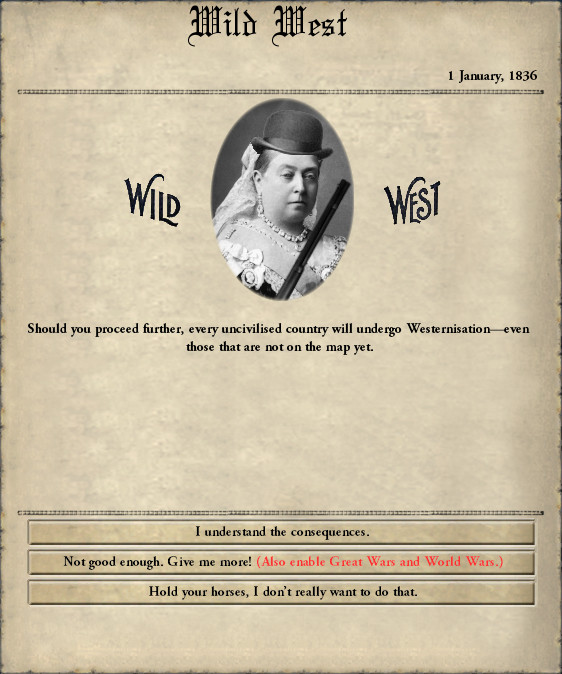 Wild West
1 January, 1836
WILD
WEST
Should you proceed further, every uncivilised country will undergo Westernisation—even
those that are not on the map yet.
I understand the consequences.
Not good enough. Give me more! (Also enable Great Wars and World Wars.)
Hold your horses, I don't really want to do that.